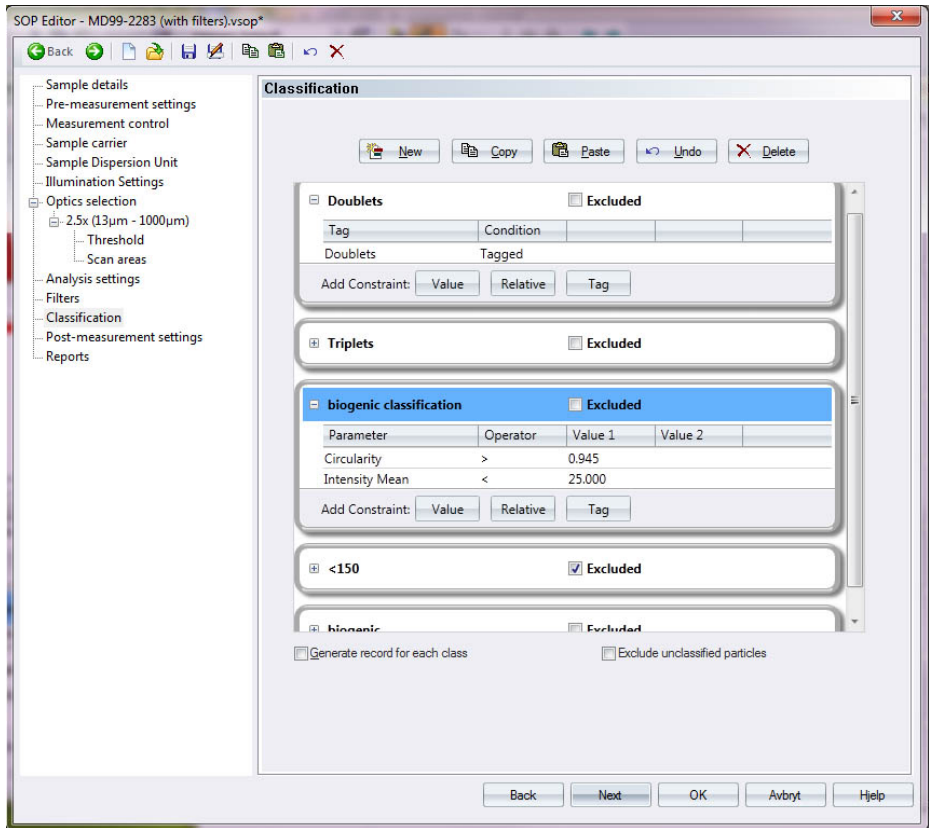 SOP Editor - MD99-2283 (with filters).vsop*
Back
Sample details
Pre-measurement settings
Measurement control
Sample carrier
Sample Dispersion Unit
Illumination Settings
Optics selection
2.5x (13µm - 1000µm)
Threshold
Scan areas
Analysis settings
Filters
Classification
Post-measurement settings
Reports
Classification
New Copy Paste Undo Delete
Doublets Excluded
Tag Condition
Doublets Tagged
Add Constraint: Value Relative Tag
Triplets Excluded
biogenic classification Excluded
Parameter Operator Value 1 Value 2
Circularity > 0.945
Intensity Mean < 25.000
Add Constraint: Value Relative Tag
<150 Excluded
biogenic Excluded
Generate record for each class Exclude unclassified particles
Back Next OK Avbryt Hjelp